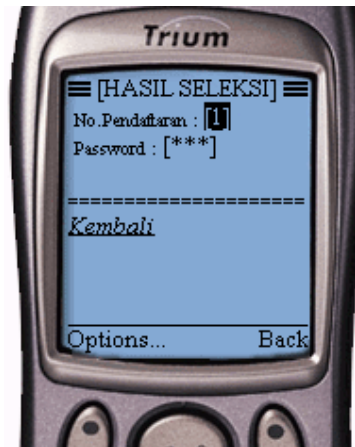 Trium
[HASIL SELEKSI]
No.Pendaftaran : [1]
Password : [***]
======================
Kembali
Options... Back